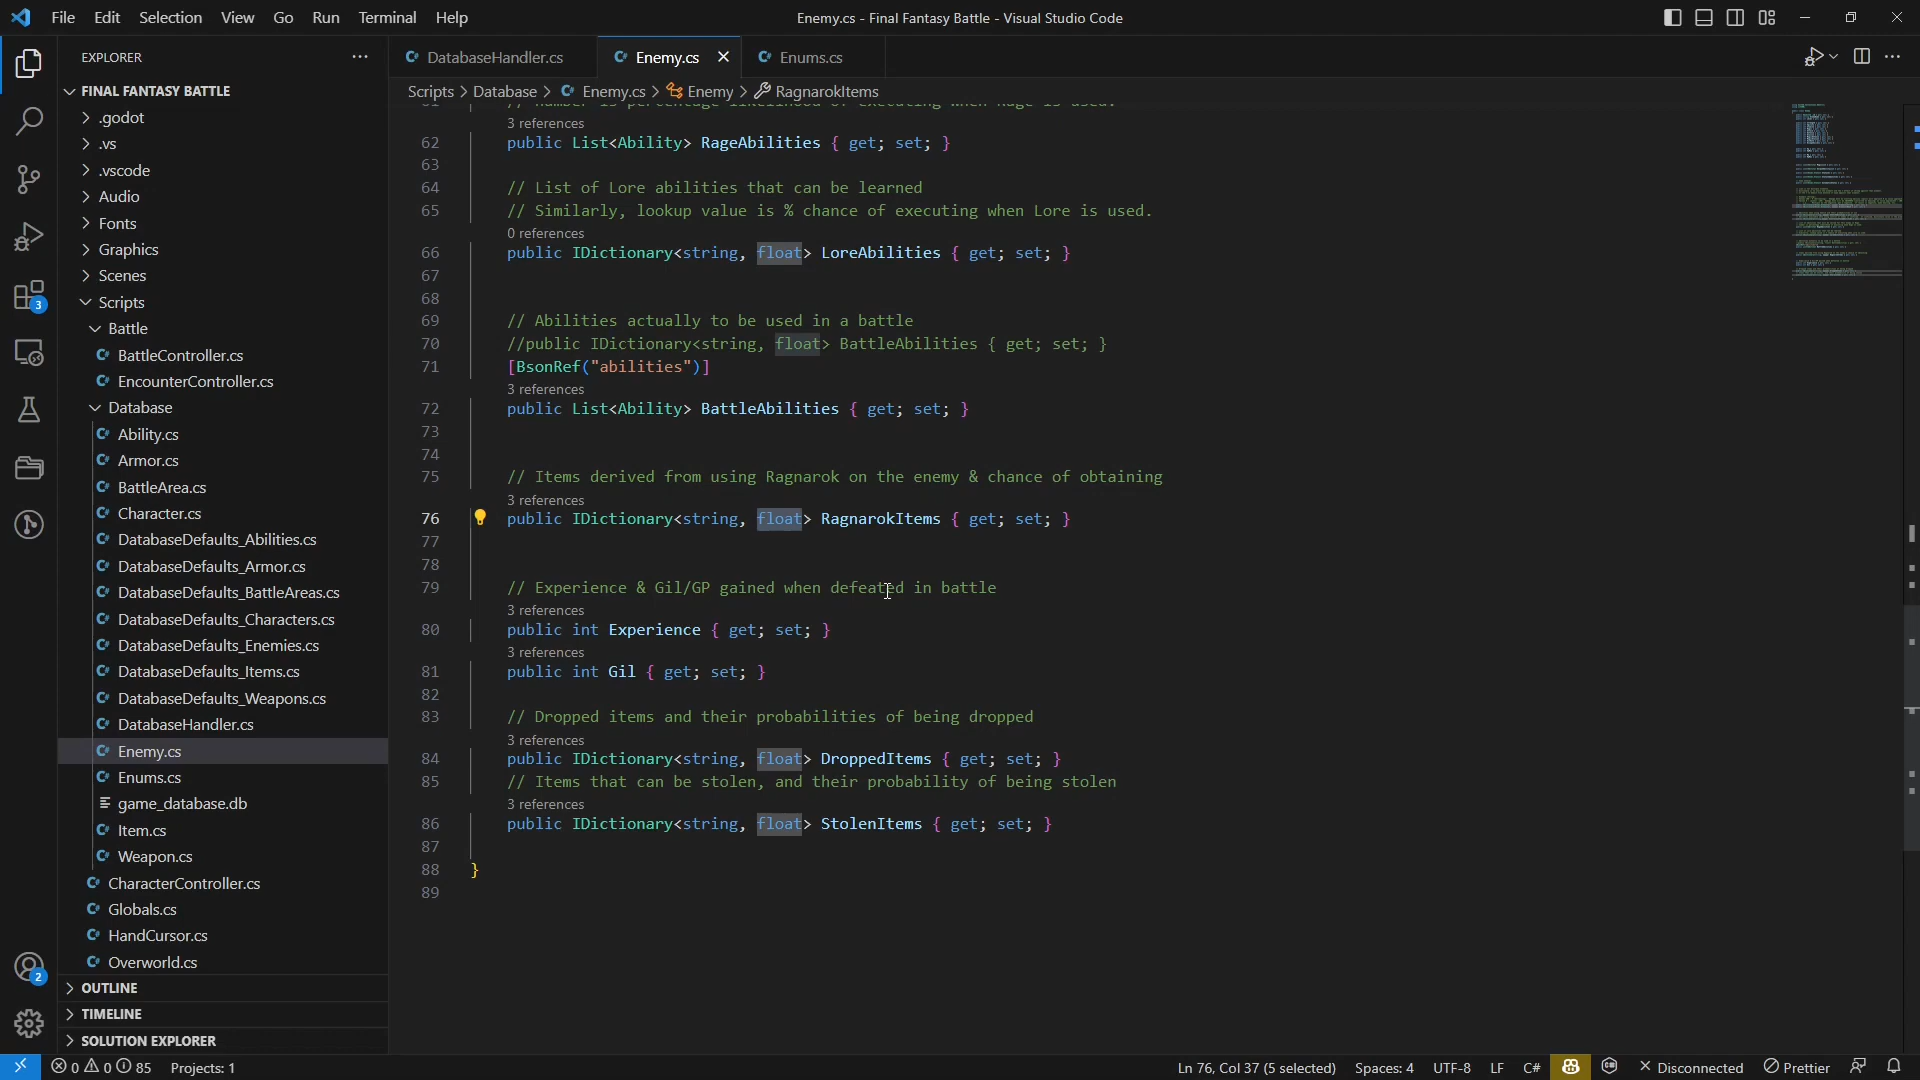 File Edit Selection View Go Run Terminal Help
Enemy.cs - Final Fantasy Battle - Visual Studio Code
EXPLORER
FINAL FANTASY BATTLE
.godot
.vs
.vscode
Audio
Fonts
Graphics
Scenes
Scripts
Battle
BattleController.cs
EncounterController.cs
Database
Ability.cs
Armor.cs
BattleArea.cs
Character.cs
DatabaseDefaults_Abilities.cs
DatabaseDefaults_Armor.cs
DatabaseDefaults_BattleAreas.cs
DatabaseDefaults_Characters.cs
DatabaseDefaults_Enemies.cs
DatabaseDefaults_Items.cs
DatabaseDefaults_Weapons.cs
DatabaseHandler.cs
Enemy.cs
Enums.cs
game_database.db
Item.cs
Weapon.cs
CharacterController.cs
Globals.cs
HandCursor.cs
Overworld.cs
OUTLINE
TIMELINE
SOLUTION EXPLORER
3
2
DatabaseHandler.cs Enemy.cs Enums.cs
Scripts > Database > Enemy.cs > Enemy > RagnarokItems
3 references
62 public List<Ability> RageAbilities { get; set; }
63
64 // List of Lore abilities that can be learned
65 // Similarly, lookup value is % chance of executing when Lore is used.
0 references
66 public IDictionary<string, float> LoreAbilities { get; set; }
67
68
69 // Abilities actually to be used in a battle
70 //public IDictionary<string, float> BattleAbilities { get; set; }
71 [BsonRef("abilities")]
3 references
72 public List<Ability> BattleAbilities { get; set; }
73
74
75 // Items derived from using Ragnarok on the enemy & chance of obtaining
3 references
76 public IDictionary<string, float> RagnarokItems { get; set; }
77
78
79 // Experience & Gil/GP gained when defeated in battle
3 references
80 public int Experience { get; set; }
3 references
81 public int Gil { get; set; }
82
83 // Dropped items and their probabilities of being dropped
3 references
84 public IDictionary<string, float> DroppedItems { get; set; }
85 // Items that can be stolen, and their probability of being stolen
3 references
86 public IDictionary<string, float> StolenItems { get; set; }
87
88 }
89
0 0 85 Projects: 1
Ln 76, Col 37 (5 selected) Spaces: 4 UTF-8 LF C# Disconnected Prettier